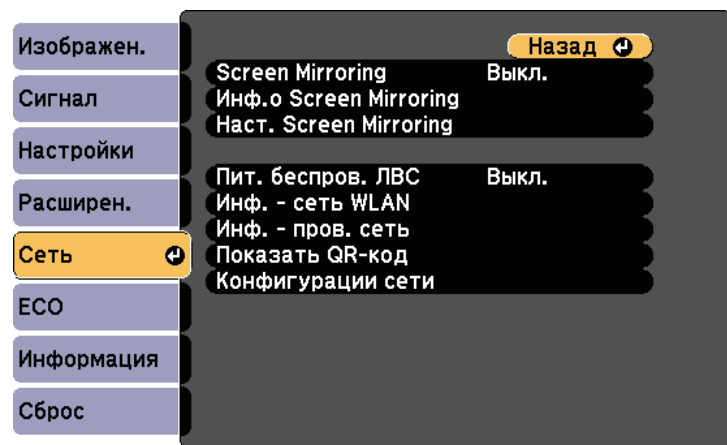 Изображен.
Сигнал
Настройки
Расширен.
Сеть
ECO
Информация
Сброс
Назад
Screen Mirroring Выкл.
Инф.о Screen Mirroring
Наст. Screen Mirroring
Пит. беспров. ЛВС Выкл.
Инф. - сеть WLAN
Инф. - пров. сеть
Показать QR-код
Конфигурации сети